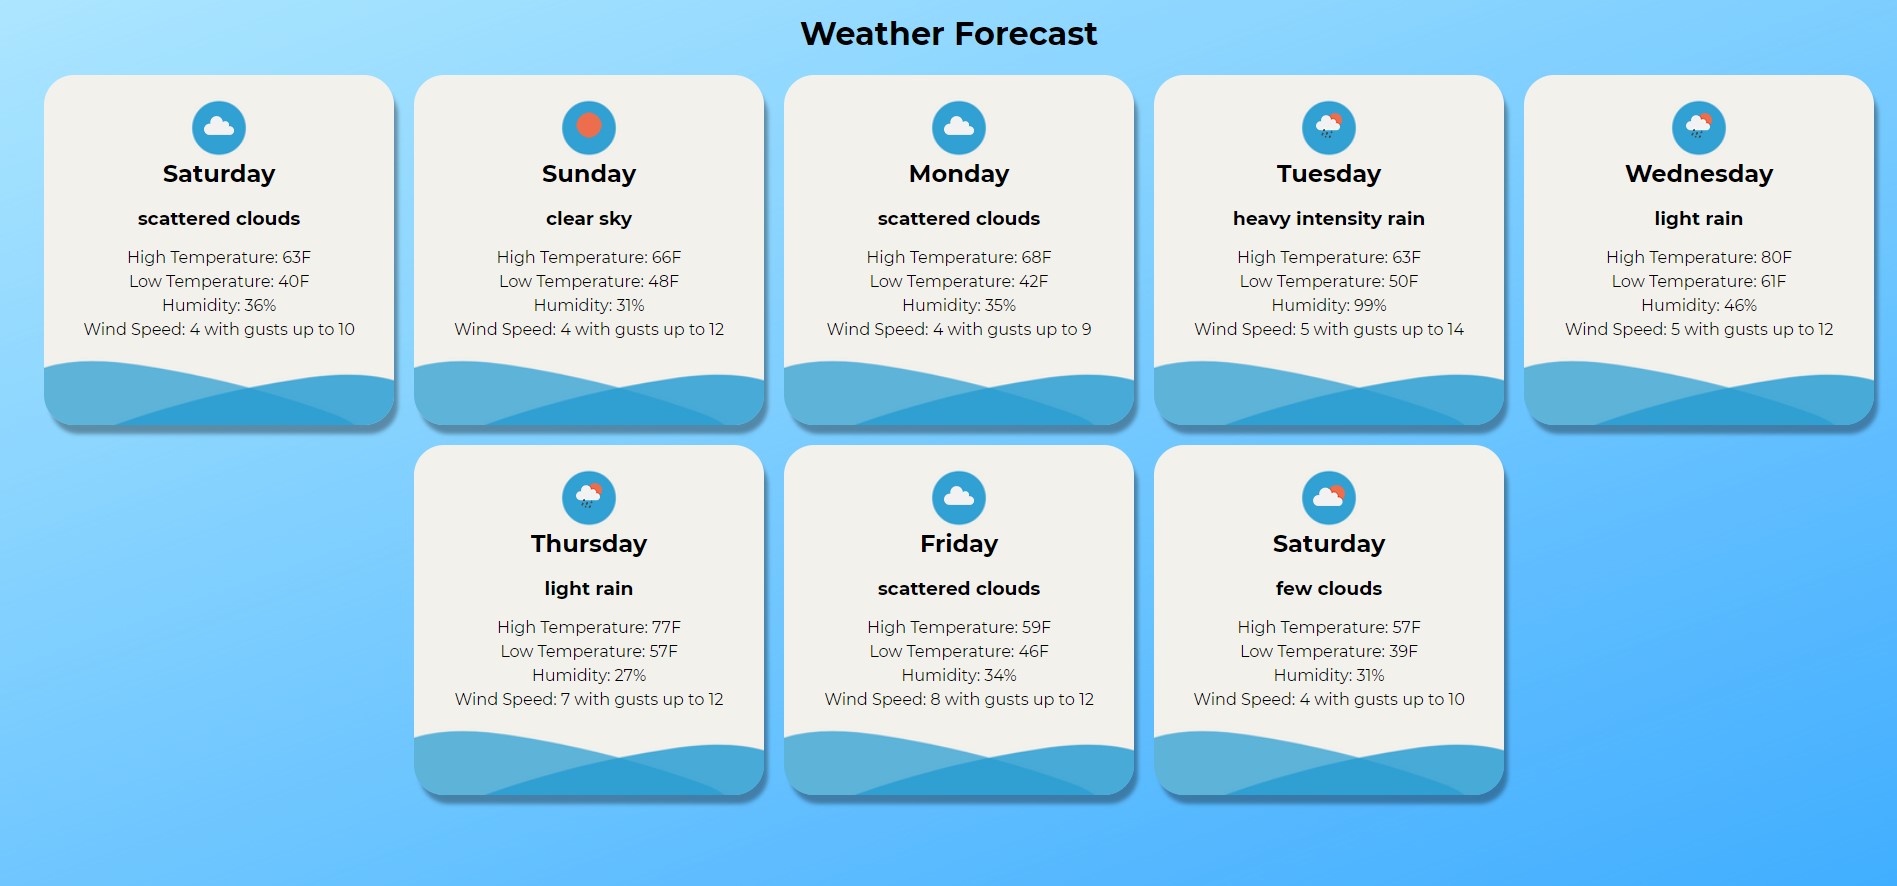 Weather Forecast
Saturday
scattered clouds
High Temperature: 63F
Low Temperature: 40F
Humidity: 36%
Wind Speed: 4 with gusts up to 10
Sunday
clear sky
High Temperature: 66F
Low Temperature: 48F
Humidity: 31%
Wind Speed: 4 with gusts up to 12
Monday
scattered clouds
High Temperature: 68F
Low Temperature: 42F
Humidity: 35%
Wind Speed: 4 with gusts up to 9
Tuesday
heavy intensity rain
High Temperature: 63F
Low Temperature: 50F
Humidity: 99%
Wind Speed: 5 with gusts up to 14
Wednesday
light rain
High Temperature: 80F
Low Temperature: 61F
Humidity: 46%
Wind Speed: 5 with gusts up to 12
Thursday
light rain
High Temperature: 77F
Low Temperature: 57F
Humidity: 27%
Wind Speed: 7 with gusts up to 12
Friday
scattered clouds
High Temperature: 59F
Low Temperature: 46F
Humidity: 34%
Wind Speed: 8 with gusts up to 12
Saturday
few clouds
High Temperature: 57F
Low Temperature: 39F
Humidity: 31%
Wind Speed: 4 with gusts up to 10